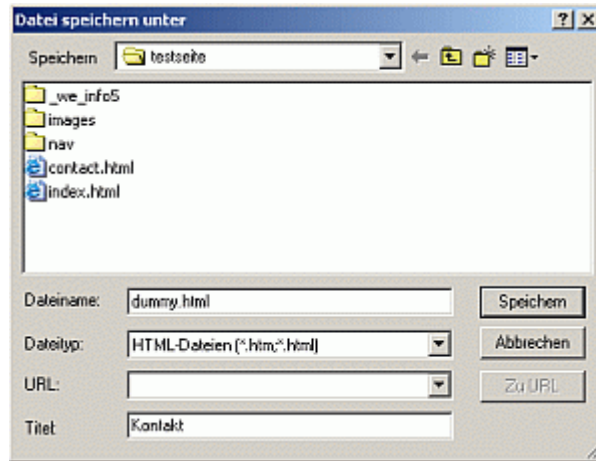 Datei speichern unter
Speichern testseite
_we_info5
images
nav
contact.html
index.html
Dateiname: dummy.html Speichern
Dateityp: HTML-Dateien (*.htm;*.html) Abbrechen
URL: Zu URL
Titel: Kontakt